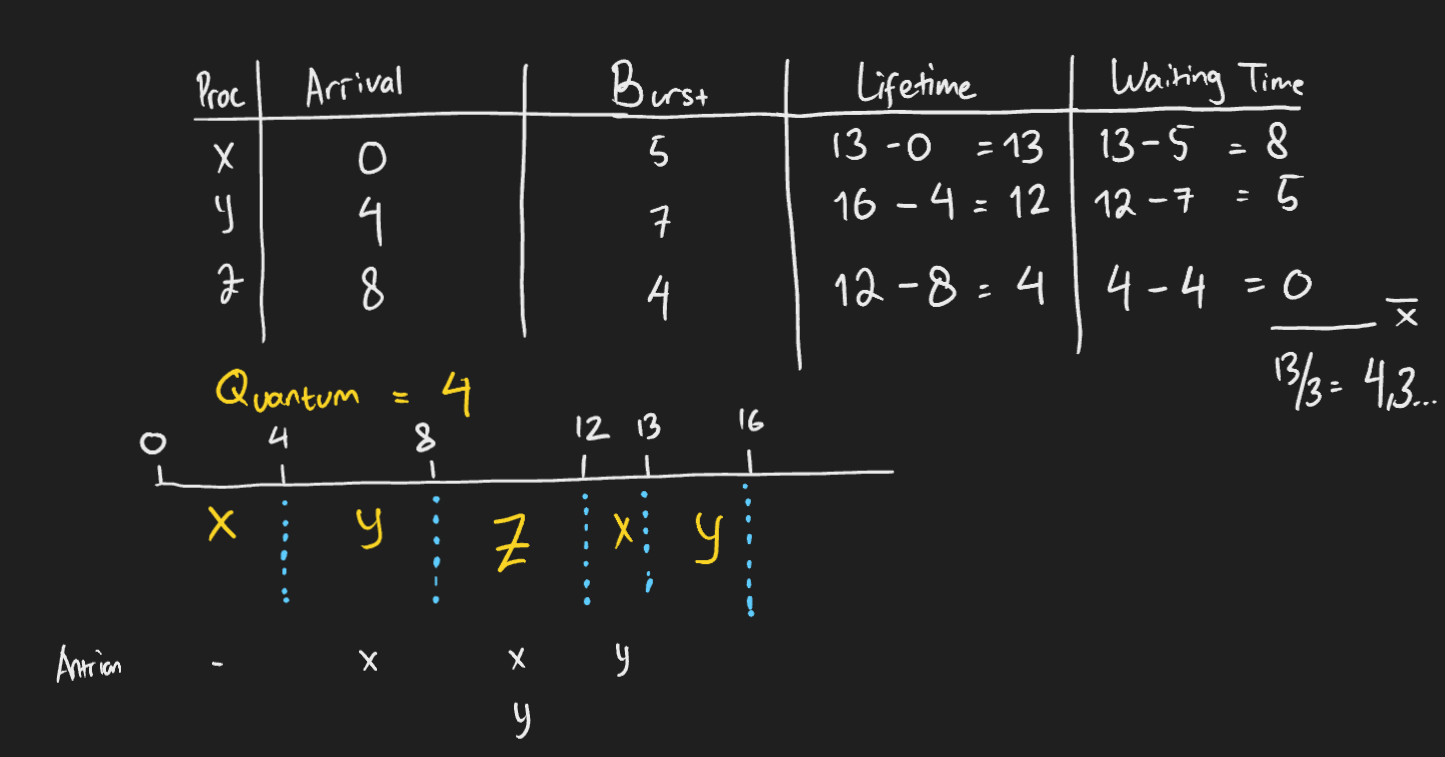 Proc Arrival Burst Lifetime Waiting Time
X 0 5 13 - 0 = 13 13 - 5 = 8
y 4 7 16 - 4 = 12 12 - 7 = 5
Z 8 4 12 - 8 = 4 4 - 4 = 0
x̅
13/3 = 4,3...
Quantum = 4
0 4 8 12 13 16
X y Z X y
Antrian - x x y
y